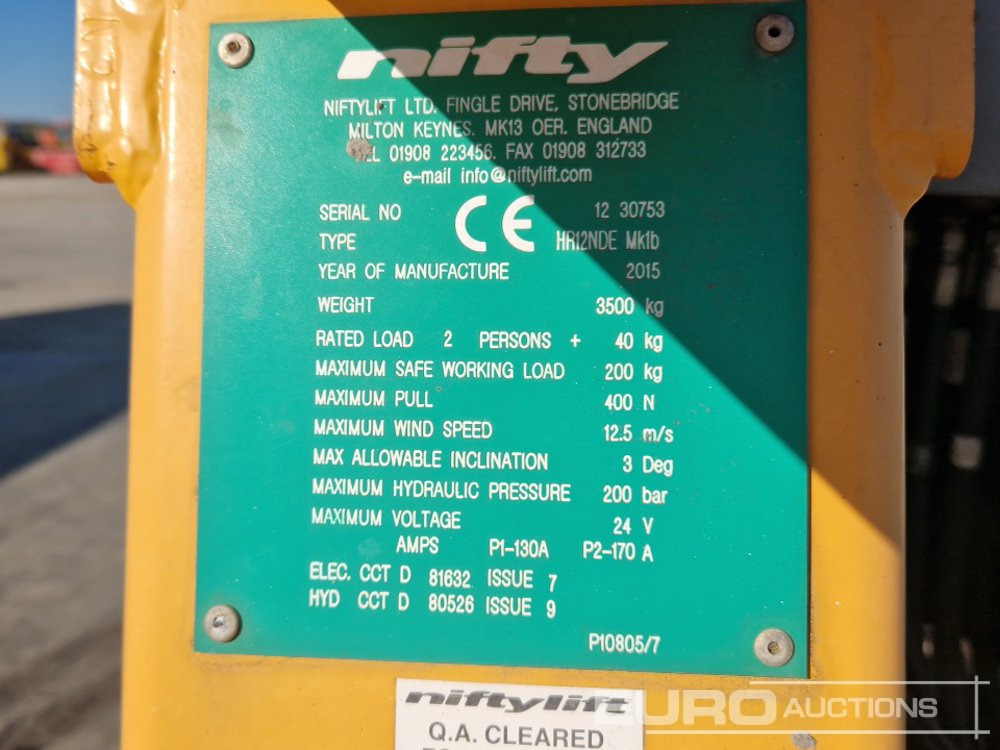 nifty
NIFTYLIFT LTD. FINGLE DRIVE, STONEBRIDGE
MILTON KEYNES. MK13 OER. ENGLAND
TEL 01908 223456. FAX 01908 312733
e-mail info@niftylift.com
SERIAL NO CE 12 30753
TYPE HR12NDE Mk1b
YEAR OF MANUFACTURE 2015
WEIGHT 3500 kg
RATED LOAD 2 PERSONS + 40 kg
MAXIMUM SAFE WORKING LOAD 200 kg
MAXIMUM PULL 400 N
MAXIMUM WIND SPEED 12.5 m/s
MAX ALLOWABLE INCLINATION 3 Deg
MAXIMUM HYDRAULIC PRESSURE 200 bar
MAXIMUM VOLTAGE 24 V
AMPS P1-130A P2-170 A
ELEC. CCT D 81632 ISSUE 7
HYD CCT D 80526 ISSUE 9
P10805/7
niftylift
Q.A. CLEARED
EURO AUCTIONS